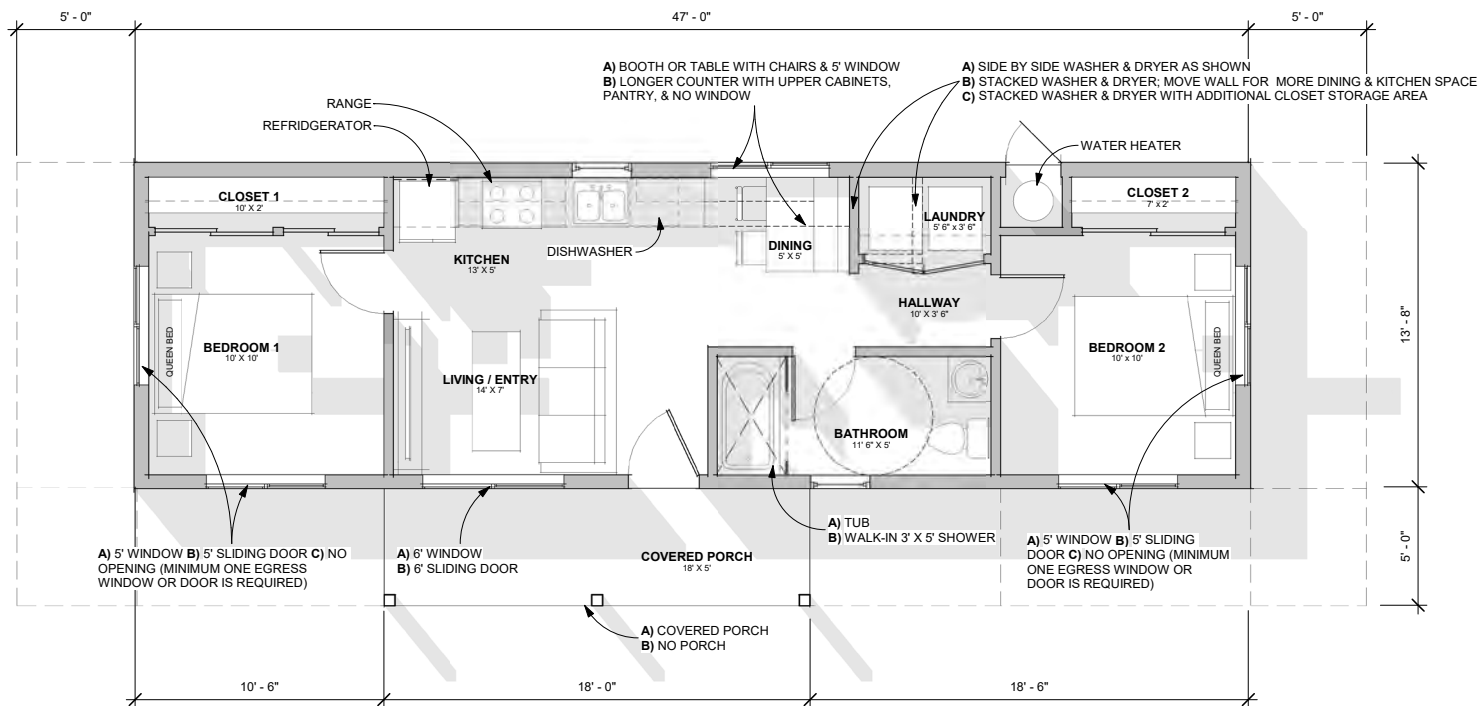 5' - 0"
47' - 0"
5' - 0"
A) BOOTH OR TABLE WITH CHAIRS & 5' WINDOW
B) LONGER COUNTER WITH UPPER CABINETS,
PANTRY, & NO WINDOW
A) SIDE BY SIDE WASHER & DRYER AS SHOWN
B) STACKED WASHER & DRYER; MOVE WALL FOR MORE DINING & KITCHEN SPACE
C) STACKED WASHER & DRYER WITH ADDITIONAL CLOSET STORAGE AREA
RANGE
REFRIDGERATOR
WATER HEATER
CLOSET 1
10' X 2'
CLOSET 2
7' x 2'
LAUNDRY
5' 6" x 3' 6"
DISHWASHER
DINING
5' X 5'
KITCHEN
13' X 5'
HALLWAY
10' X 3' 6"
QUEEN BED
BEDROOM 1
10' X 10'
BEDROOM 2
10' x 10'
QUEEN BED
13' - 8"
LIVING / ENTRY
14' X 7'
BATHROOM
11' 6" X 5'
A) TUB
B) WALK-IN 3' X 5' SHOWER
A) 5' WINDOW B) 5' SLIDING DOOR C) NO
OPENING (MINIMUM ONE EGRESS
WINDOW OR DOOR IS REQUIRED)
A) 6' WINDOW
B) 6' SLIDING DOOR
COVERED PORCH
18' X 5'
A) 5' WINDOW B) 5' SLIDING
DOOR C) NO OPENING (MINIMUM
ONE EGRESS WINDOW OR
DOOR IS REQUIRED)
5' - 0"
A) COVERED PORCH
B) NO PORCH
10' - 6"
18' - 0"
18' - 6"